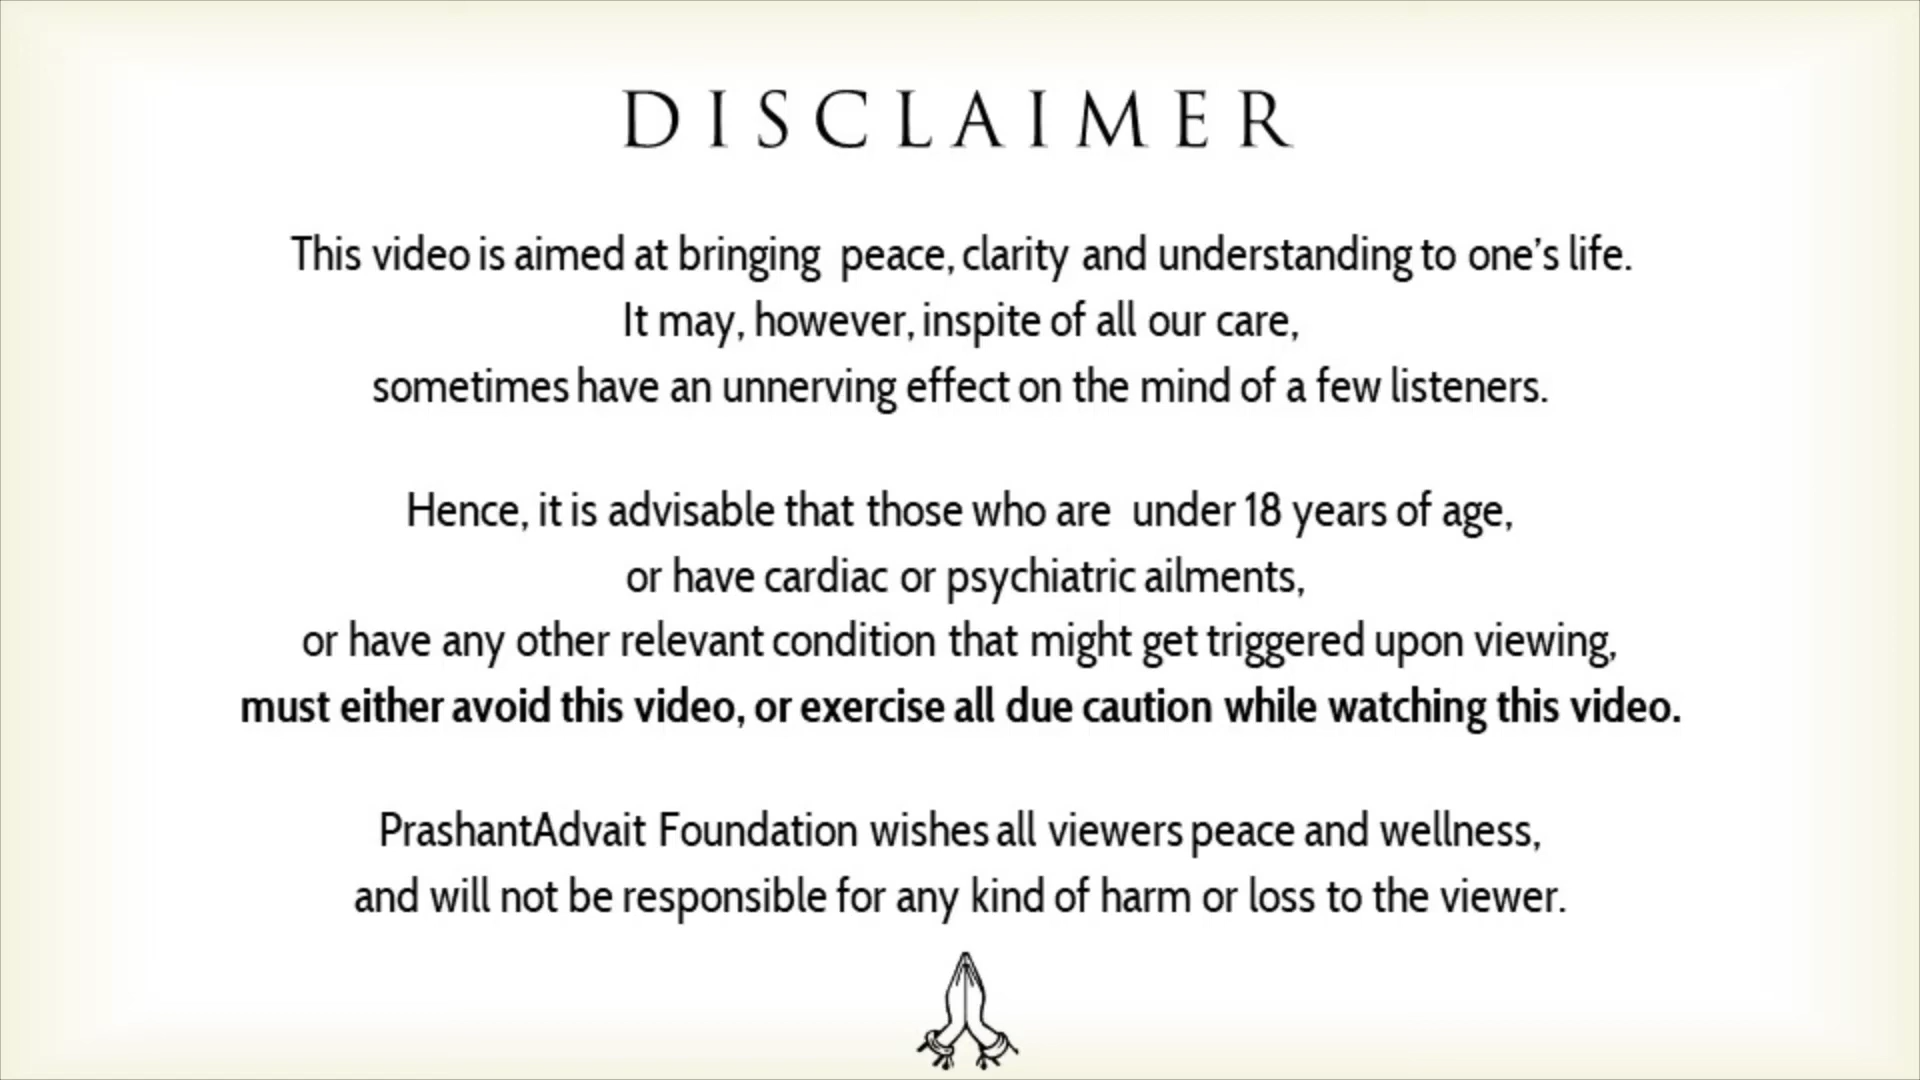 DISCLAIMER
This video is aimed at bringing peace, clarity and understanding to one's life.
It may, however, inspite of all our care,
sometimes have an unnerving effect on the mind of a few listeners.
Hence, it is advisable that those who are under 18 years of age,
or have cardiac or psychiatric ailments,
or have any other relevant condition that might get triggered upon viewing,
must either avoid this video, or exercise all due caution while watching this video.
PrashantAdvait Foundation wishes all viewers peace and wellness,
and will not be responsible for any kind of harm or loss to the viewer.